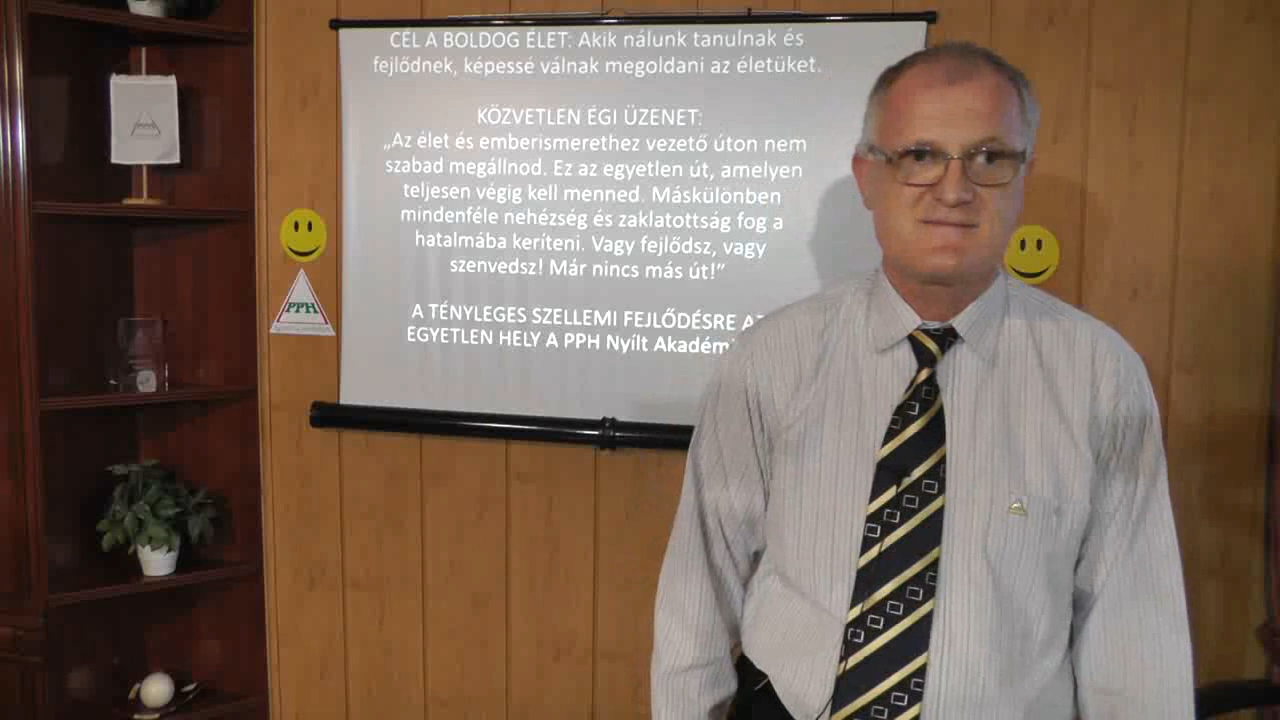 CÉL A BOLDOG ÉLET: Akik nálunk tanulnak és
fejlődnek, képessé válnak megoldani az életüket.
KÖZVETLEN ÉGI ÜZENET:
„Az élet és emberismerethez vezető úton nem
szabad megállnod. Ez az egyetlen út, amelyen
teljesen végig kell menned. Máskülönben
mindenféle nehézség és zaklatottság fog a
hatalmába keríteni. Vagy fejlődsz, vagy
szenvedsz! Már nincs más út!”
A TÉNYLEGES SZELLEMI FEJLŐDÉSRE AZ
EGYETLEN HELY A PPH Nyílt Akadémi
PPH